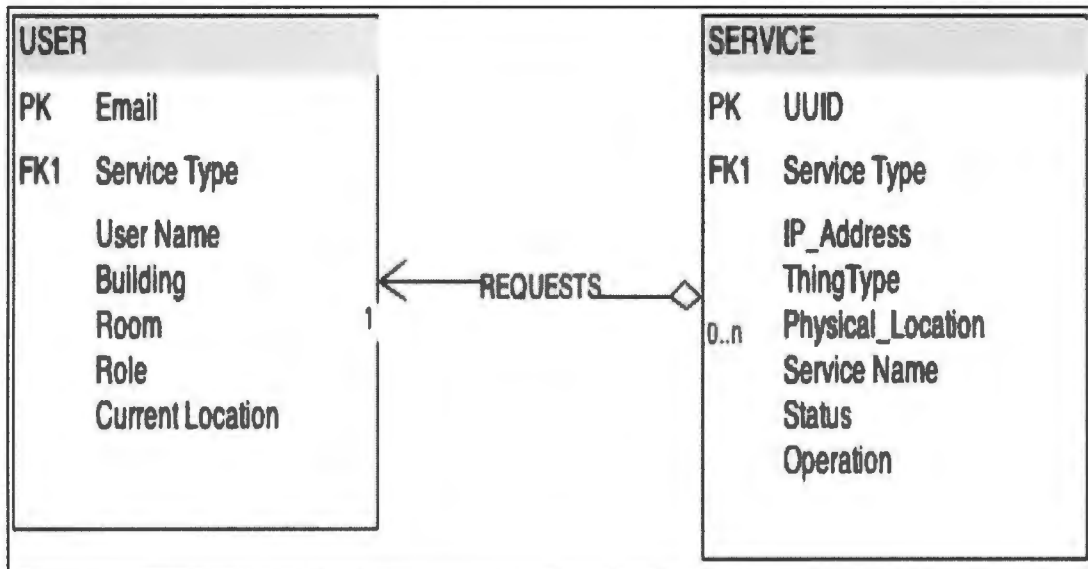 USER
PK Email
FK1 Service Type
User Name
Building
Room
Role
Current Location
1
REQUESTS
0..n
SERVICE
PK UUID
FK1 Service Type
IP_Address
ThingType
Physical_Location
Service Name
Status
Operation